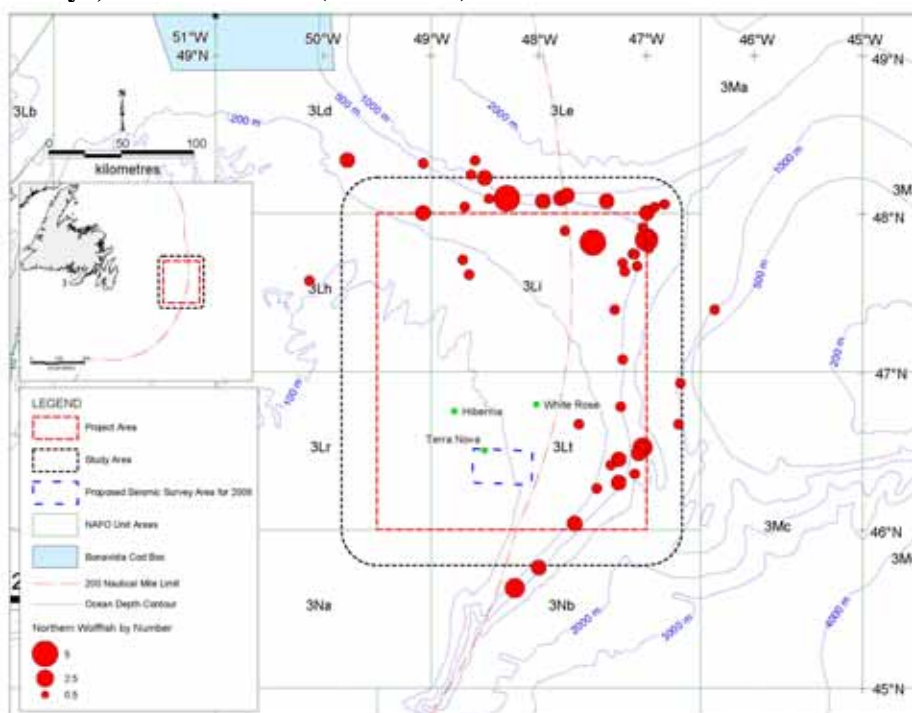 51°W
50°W
49°W
48°W
47°W
46°W
45°W
49°N
49°N
3Lb
3Ld
3Le
3Ma
200 m
500 m
1000 m
2000 m
1000 m
0 50 100
kilometres
48°N
3M
3Lh
3Li
500 m
200 m
100 m
47°N
Hibernia
White Rose
Terra Nova
3Lr
3Lt
LEGEND
Project Area
Study Area
Proposed Seismic Survey Area for 2008
NAFO Unit Areas
Bonavista Cod Box
200 Nautical Mile Limit
Ocean Depth Contour
Northern Wolffish by Number
5
2.5
0.5
46°N
3Mc
3M
3Na
3Nb
2000 m
3000 m
4000 m
45°N